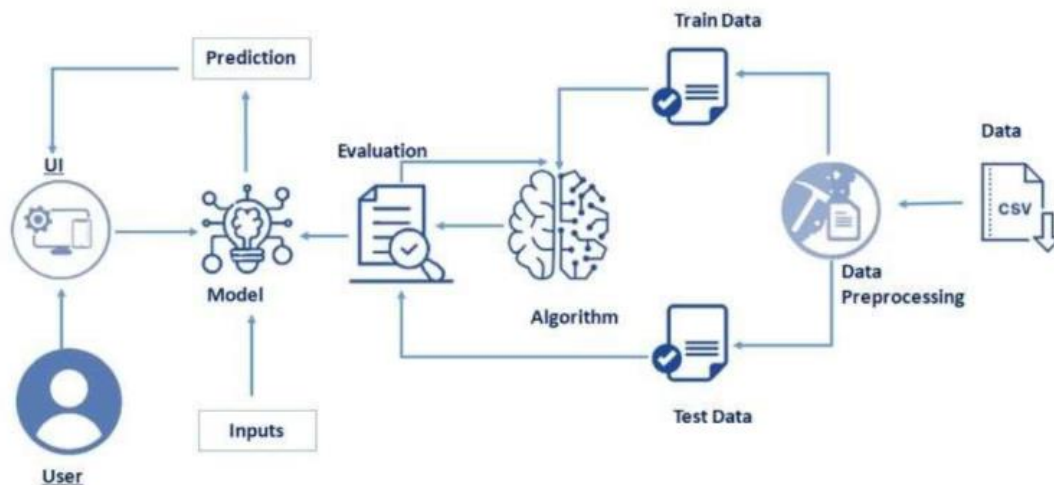 Train Data
Prediction
Data
Evaluation
UI
CSV
Model
Data
Preprocessing
Algorithm
Inputs
Test Data
User